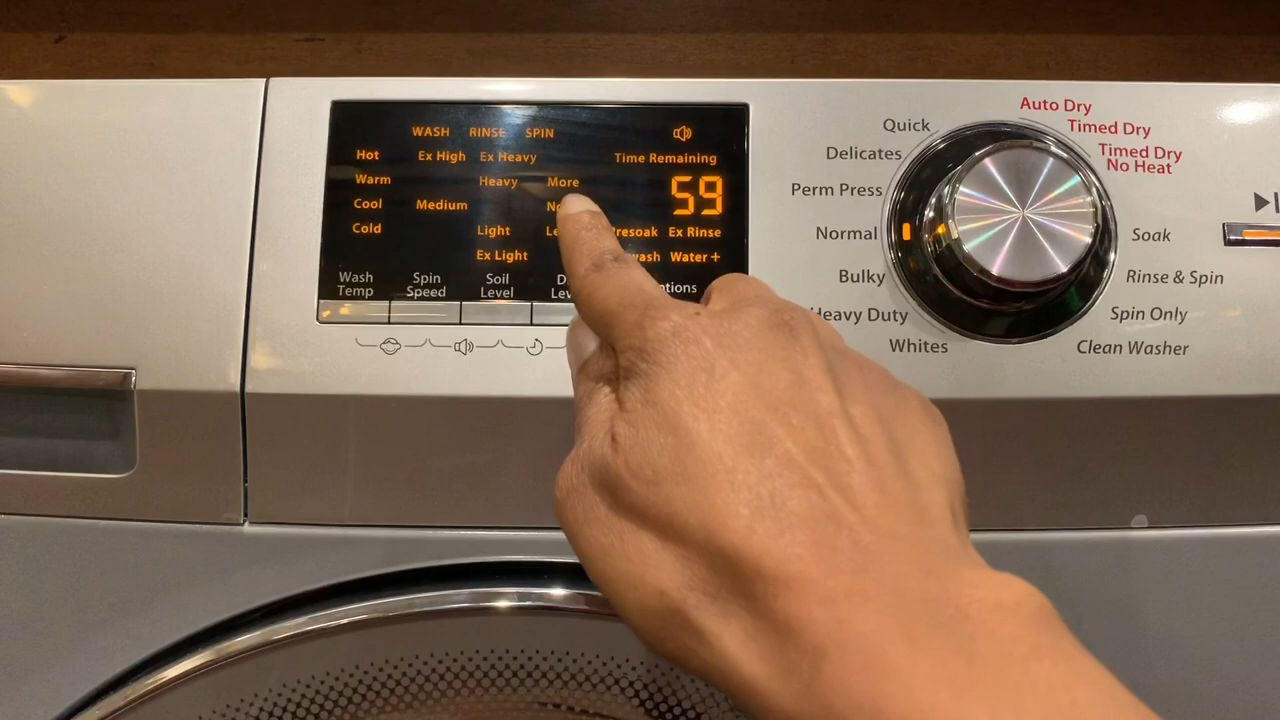 WASH RINSE SPIN
Hot Ex High Ex Heavy Time Remaining
Warm Heavy More 59
Cool Medium
Cold Light Ex Rinse
Ex Light Water+
Wash Temp
Spin Speed
Soil Level
Auto Dry
Timed Dry
Timed Dry
No Heat
Quick
Delicates
Perm Press
Normal
Bulky
Heavy Duty
Whites
Soak
Rinse & Spin
Spin Only
Clean Washer